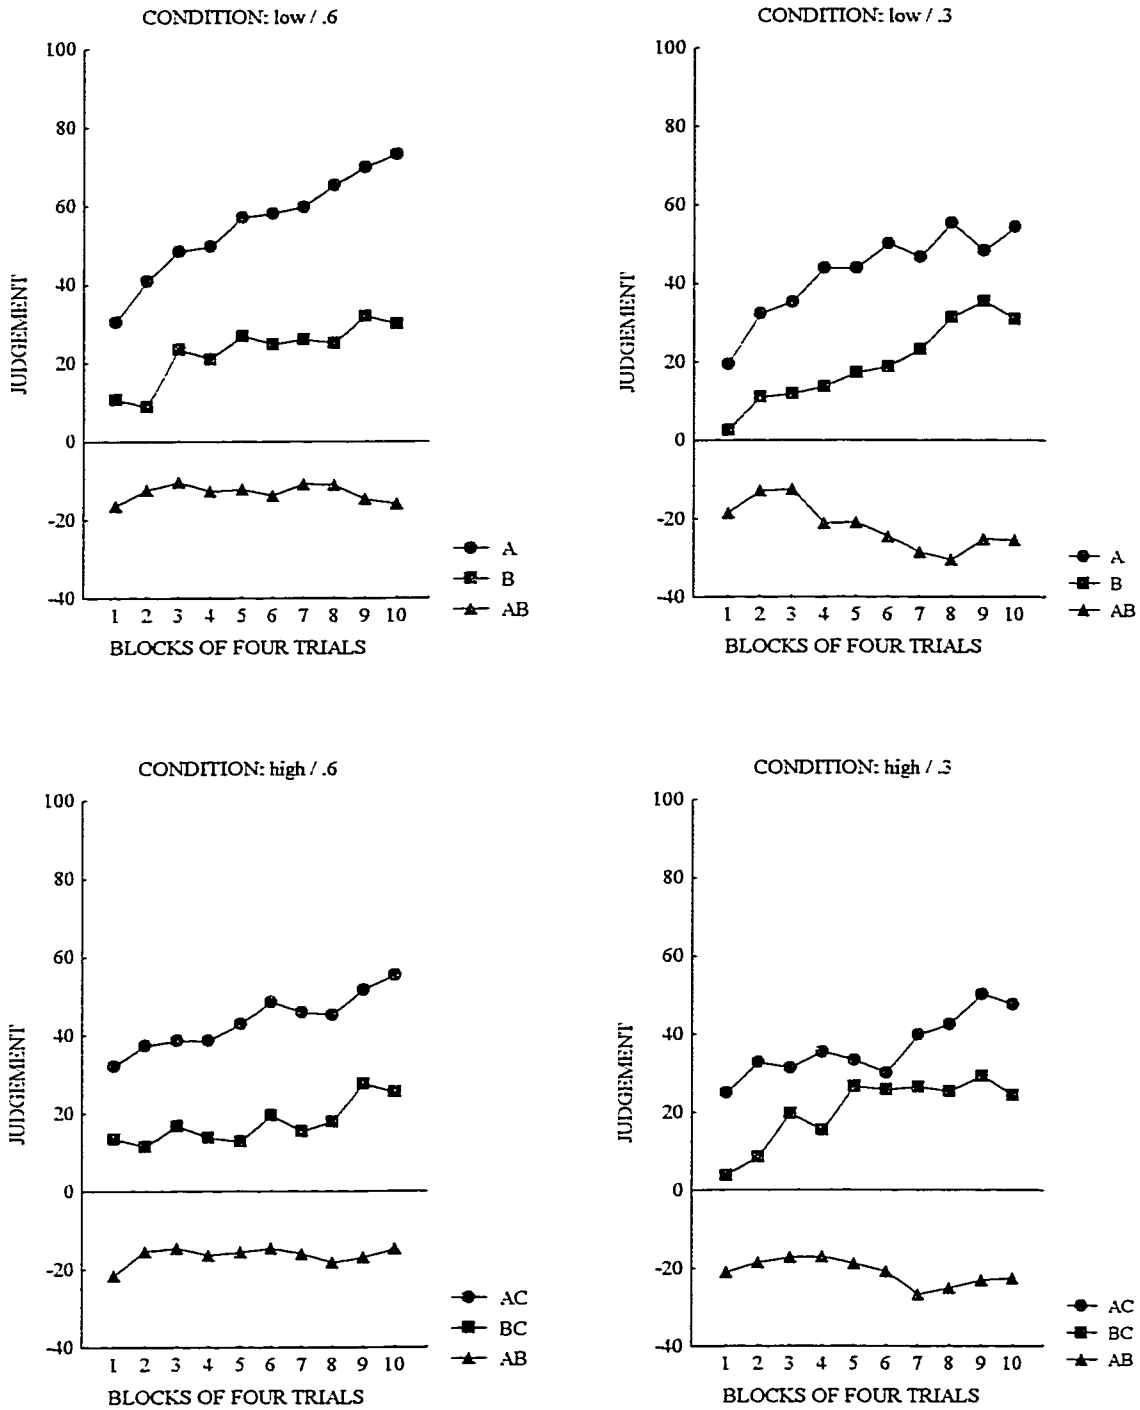 CONDITION: low / .6
100
80
60
40
20
0
-20
-40
JUDGEMENT
1 2 3 4 5 6 7 8 9 10
BLOCKS OF FOUR TRIALS
A
B
AB
CONDITION: low / .3
100
80
60
40
20
0
-20
-40
JUDGEMENT
1 2 3 4 5 6 7 8 9 10
BLOCKS OF FOUR TRIALS
A
B
AB
CONDITION: high / .6
100
80
60
40
20
0
-20
-40
JUDGEMENT
1 2 3 4 5 6 7 8 9 10
BLOCKS OF FOUR TRIALS
AC
BC
AB
CONDITION: high / .3
100
80
60
40
20
0
-20
-40
JUDGEMENT
1 2 3 4 5 6 7 8 9 10
BLOCKS OF FOUR TRIALS
AC
BC
AB